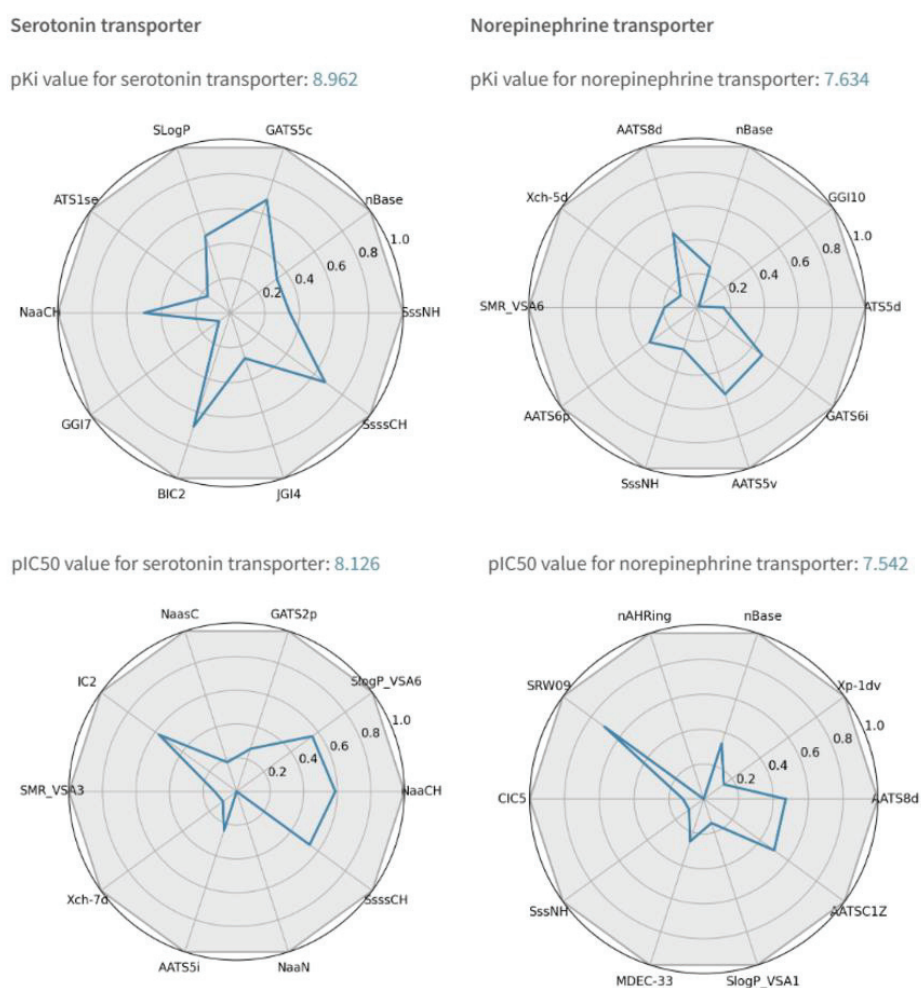 Serotonin transporter
Norepinephrine transporter
pKi value for serotonin transporter: 8.962
pKi value for norepinephrine transporter: 7.634
SLogP
GATS5c
ATS1se
nBase
1.0
0.8
0.6
0.4
0.2
NaaCH
SssNH
GGI7
SssssCH
BIC2
JGI4
AATS8d
nBase
Xch-5d
GGI10
1.0
0.8
0.6
0.4
0.2
SMR_VSA6
ATS5d
AATS6p
GATS6i
SssNH
AATS5v
pIC50 value for serotonin transporter: 8.126
pIC50 value for norepinephrine transporter: 7.542
NaasC
GATS2p
IC2
SlogP_VSA6
1.0
0.8
0.6
0.4
0.2
SMR_VSA3
NaaCH
Xch-7d
SssssCH
AATS5i
NaaN
nAHRing
nBase
SRW09
Xp-1dv
1.0
0.8
0.6
0.4
0.2
CIC5
AATS8d
SssNH
AATSC1Z
MDEC-33
SlogP_VSA1